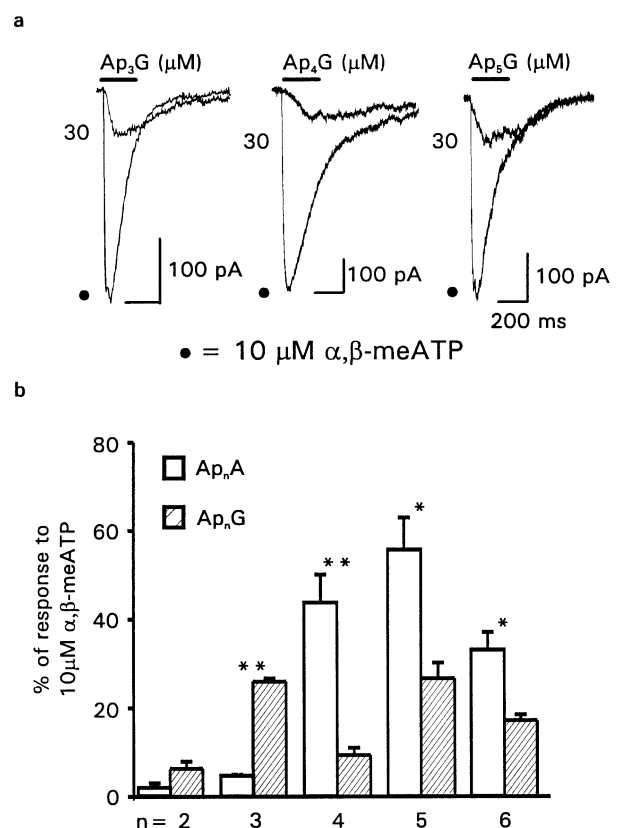 a
Ap₃G (μM) Ap₄G (μM) Ap₅G (μM)
30 30 30
100 pA 100 pA 100 pA
200 ms
● = 10 μM α,β-meATP
b
% of response to
10μM α,β-meATP
80
60
40
20
0
ApₙA
ApₙG
* *
* *
*
*
n = 2 3 4 5 6